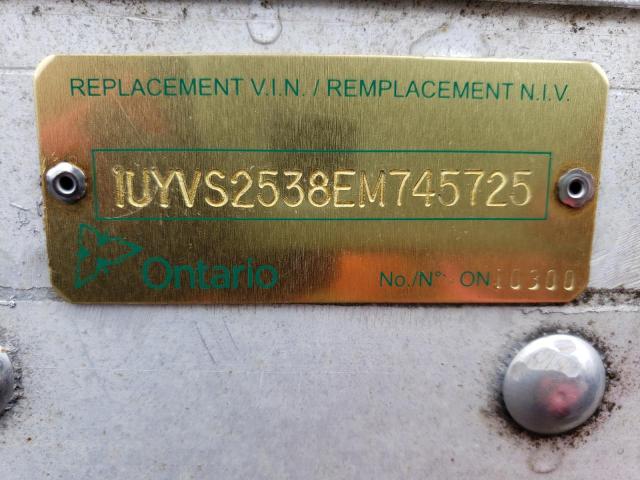 REPLACEMENT V.I.N. / REMPLACEMENT N.I.V.
1UYVS2538EM745725
Ontario
No./N° ON10300